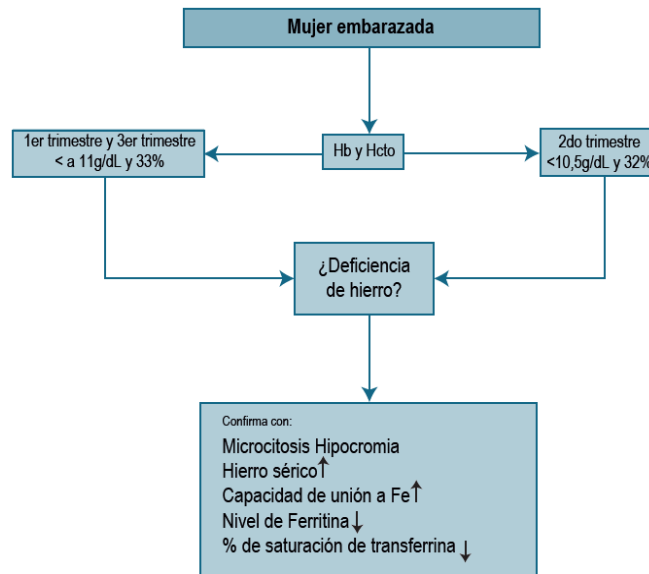 Mujer embarazada
1er trimestre y 3er trimestre
< a 11g/dL y 33%
Hb y Hcto
2do trimestre
<10,5g/dL y 32%
¿Deficiencia
de hierro?
Confirma con:
Microcitosis Hipocromia
Hierro sérico↑
Capacidad de unión a Fe↑
Nivel de Ferritina↓
% de saturación de transferrina↓